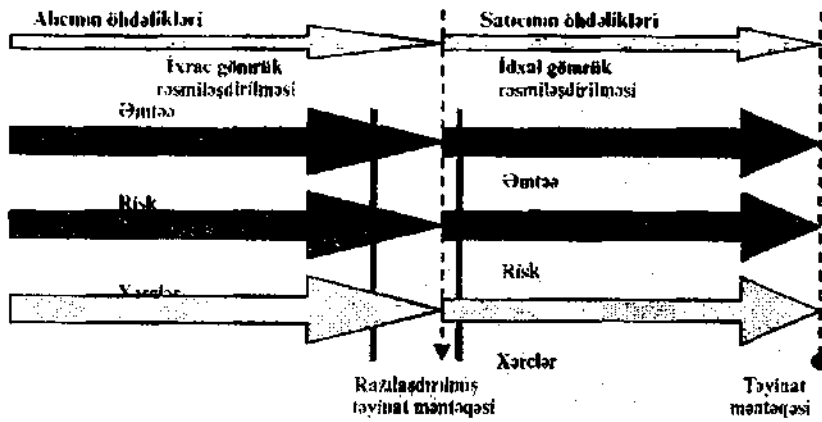 Alıcının öhdəlikləri
Satıcının öhdəlikləri
İxrac gömrük
rəsmiləşdirilməsi
İdxal gömrük
rəsmiləşdirilməsi
Əmtəə
Əmtəə
Risk
Risk
Xərclər
Xərclər
Razılaşdırılmış
təyinat məntəqəsi
Təyinat
məntəqəsi